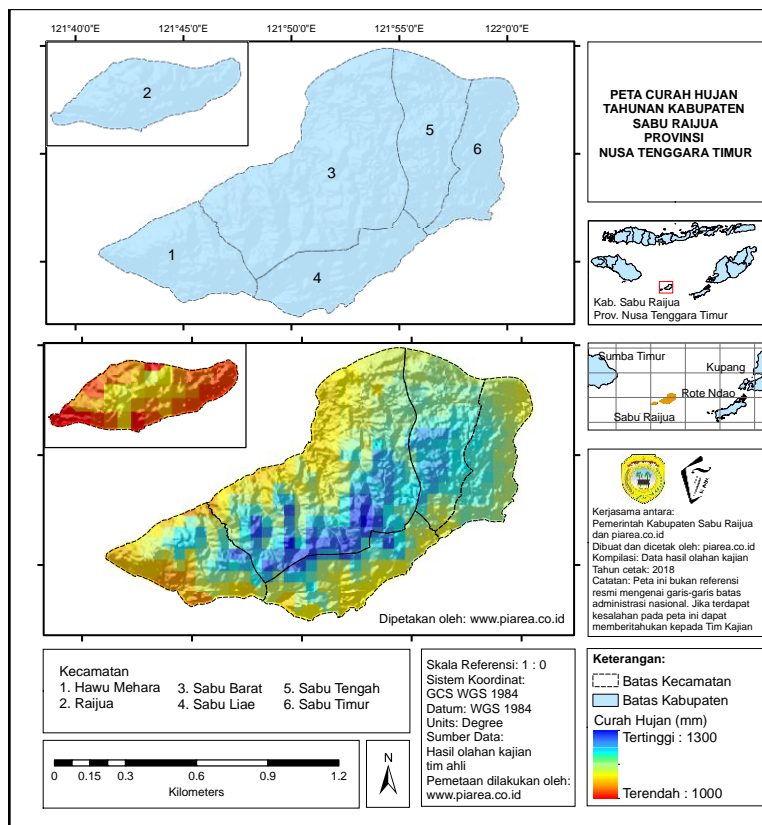 121°40'0"E 121°45'0"E 121°50'0"E 121°55'0"E 122°0'0"E
2
3
5
6
1
4
PETA CURAH HUJAN
TAHUNAN KABUPATEN
SABU RAIJUA
PROVINSI
NUSA TENGGARA TIMUR
Kab. Sabu Raijua
Prov. Nusa Tenggara Timur
Sumba Timur
Kupang
Rote Ndao
Sabu Raijua
Dipetakan oleh: www.piarea.co.id
Kerjasama antara:
Pemerintah Kabupaten Sabu Raijua
dan piarea.co.id
Dibuat dan dicetak oleh: piarea.co.id
Kompilasi: Data hasil olahan kajian
Tahun cetak: 2018
Catatan: Peta ini bukan referensi
resmi mengenai garis-garis batas
administrasi nasional. Jika terdapat
kesalahan pada peta ini dapat
memberitahukan kepada Tim Kajian
Kecamatan
1. Hawu Mehara 3. Sabu Barat 5. Sabu Tengah
2. Raijua 4. Sabu Liae 6. Sabu Timur
0 0.15 0.3 0.6 0.9 1.2
Kilometers
N
Skala Referensi: 1 : 0
Sistem Koordinat:
GCS WGS 1984
Datum: WGS 1984
Units: Degree
Sumber Data:
Hasil olahan kajian
tim ahli
Pemetaan dilakukan oleh:
www.piarea.co.id
Keterangan:
Batas Kecamatan
Batas Kabupaten
Curah Hujan (mm)
Tertinggi : 1300
Terendah : 1000